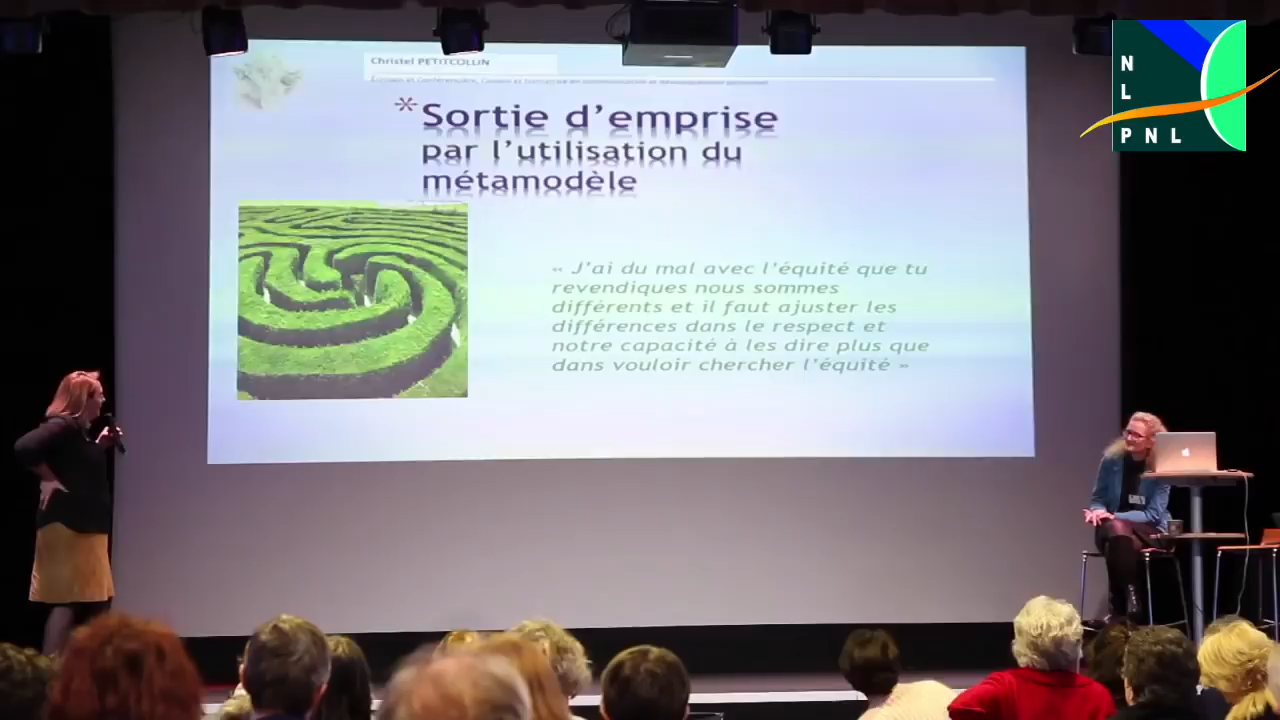 Christel PETITCOLLIN
* Sortie d'emprise
par l'utilisation du
métamodèle
« J'ai du mal avec l'équité que tu
revendiques nous sommes
différents et il faut ajuster les
différences dans le respect et
notre capacité à les dire plus que
dans vouloir chercher l'équité »
N
L
PNL